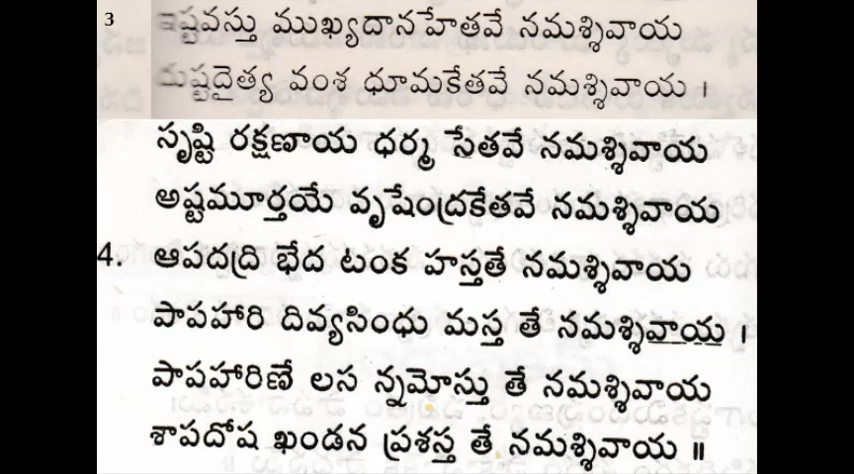 3 ఇష్టవస్తు ముఖ్యదానహేతవే నమశ్శివాయ
దుష్టదైత్య వంశ ధూమకేతవే నమశ్శివాయ ।
సృష్టి రక్షణాయ ధర్మ సేతవే నమశ్శివాయ
అష్టమూర్తయే వృషేంద్రకేతవే నమశ్శివాయ
4. ఆపదద్రి భేద టంక హస్తతే నమశ్శివాయ
పాపహారి దివ్యసింధు మస్త తే నమశ్శివాయ ।
పాపహారిణే లస న్నమోస్తు తే నమశ్శివాయ
శాపదోష ఖండన ప్రశస్త తే నమశ్శివాయ ॥